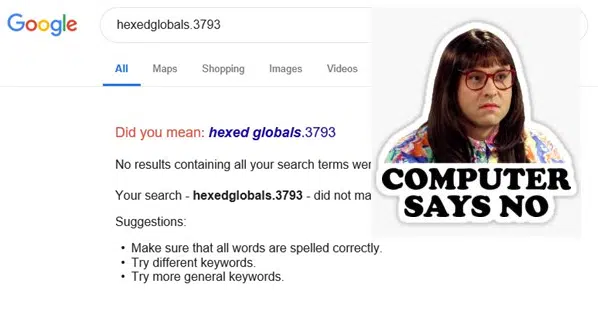 Google
hexedglobals.3793
All Maps Shopping Images Videos
Did you mean: hexed globals.3793
No results containing all your search terms
Your search - hexedglobals.3793 - did not
Suggestions:
• Make sure that all words are spelled correctly.
• Try different keywords.
• Try more general keywords.
COMPUTER
SAYS NO